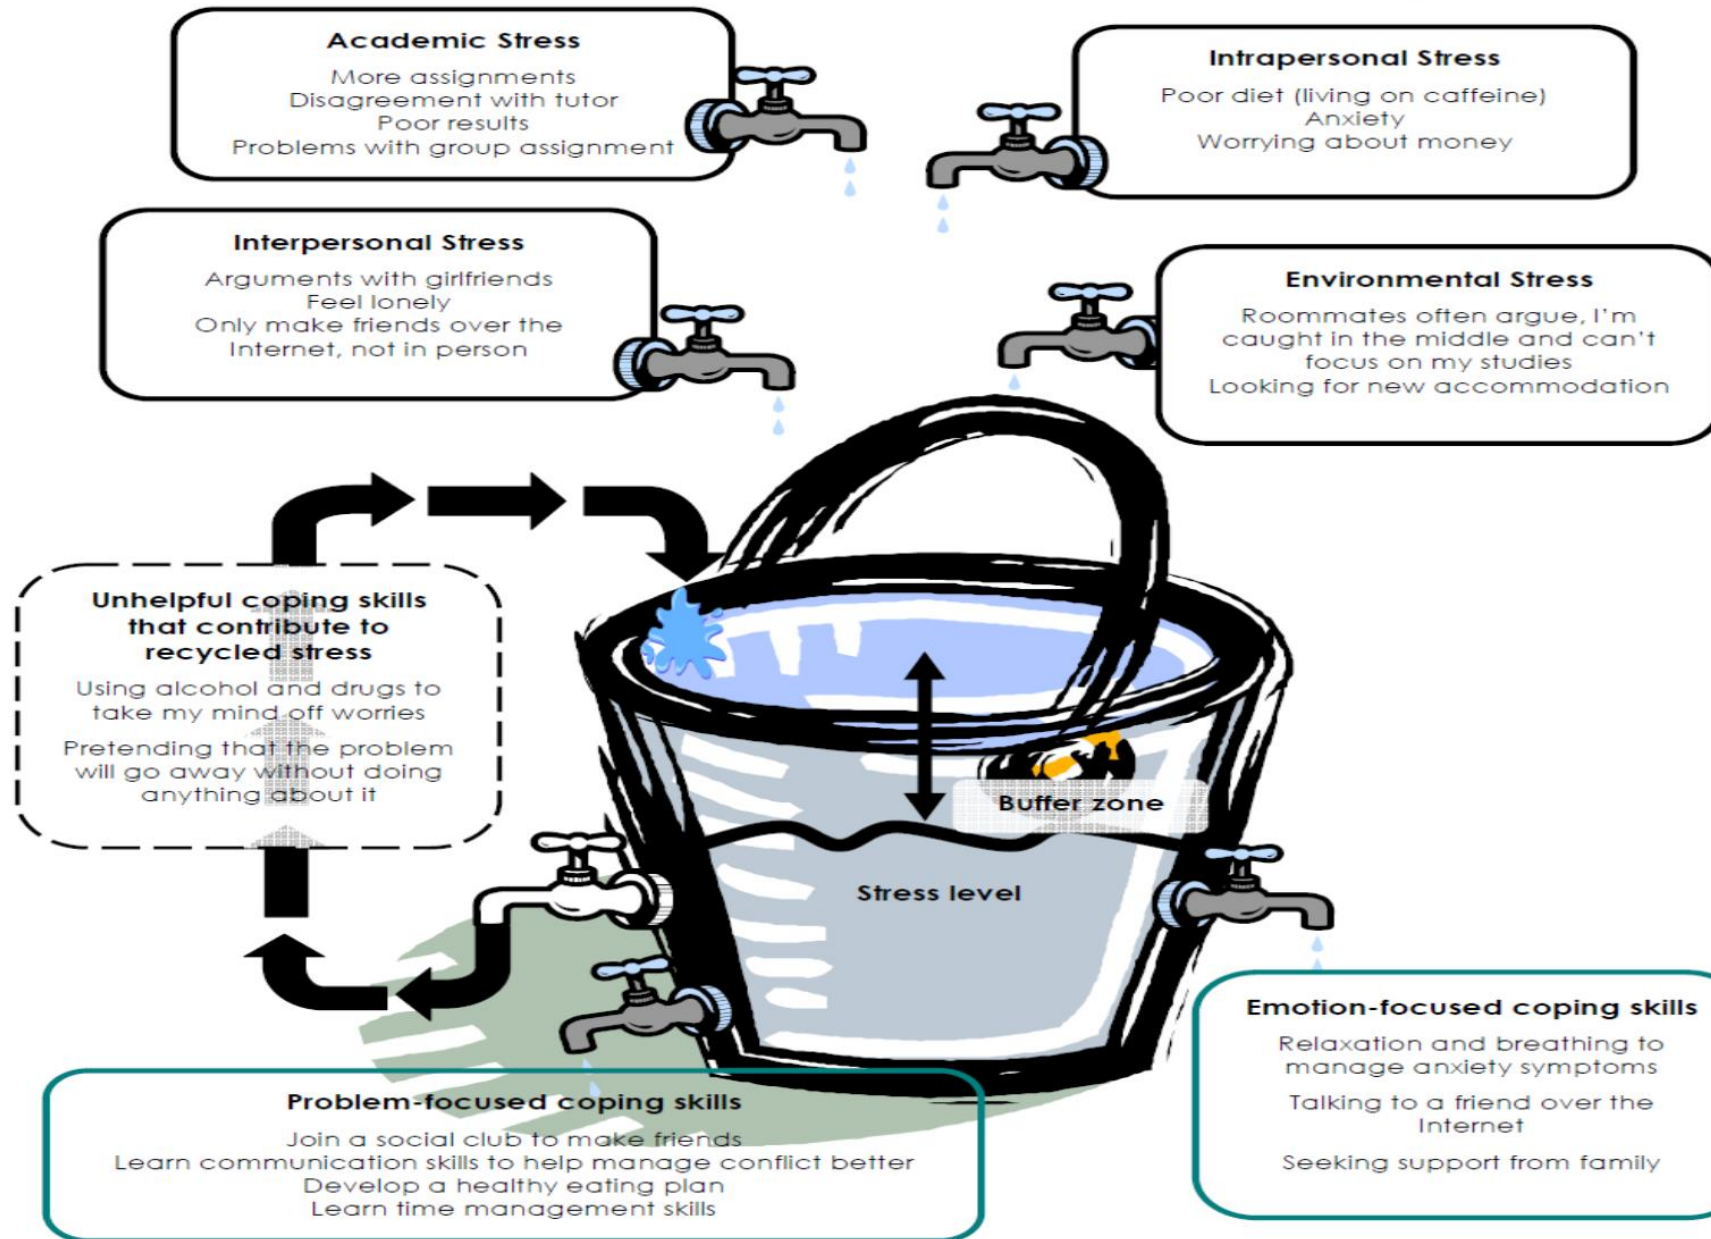 Academic Stress
More assignments
Disagreement with tutor
Poor results
Problems with group assignment
Intrapersonal Stress
Poor diet (living on caffeine)
Anxiety
Worrying about money
Interpersonal Stress
Arguments with girlfriends
Feel lonely
Only make friends over the
Internet, not in person
Environmental Stress
Roommates often argue, I'm
caught in the middle and can't
focus on my studies
Looking for new accommodation
Unhelpful coping skills
that contribute to
recycled stress
Using alcohol and drugs to
take my mind off worries
Pretending that the problem
will go away without doing
anything about it
Buffer zone
Stress level
Emotion-focused coping skills
Relaxation and breathing to
manage anxiety symptoms
Talking to a friend over the
Internet
Seeking support from family
Problem-focused coping skills
Join a social club to make friends
Learn communication skills to help manage conflict better
Develop a healthy eating plan
Learn time management skills